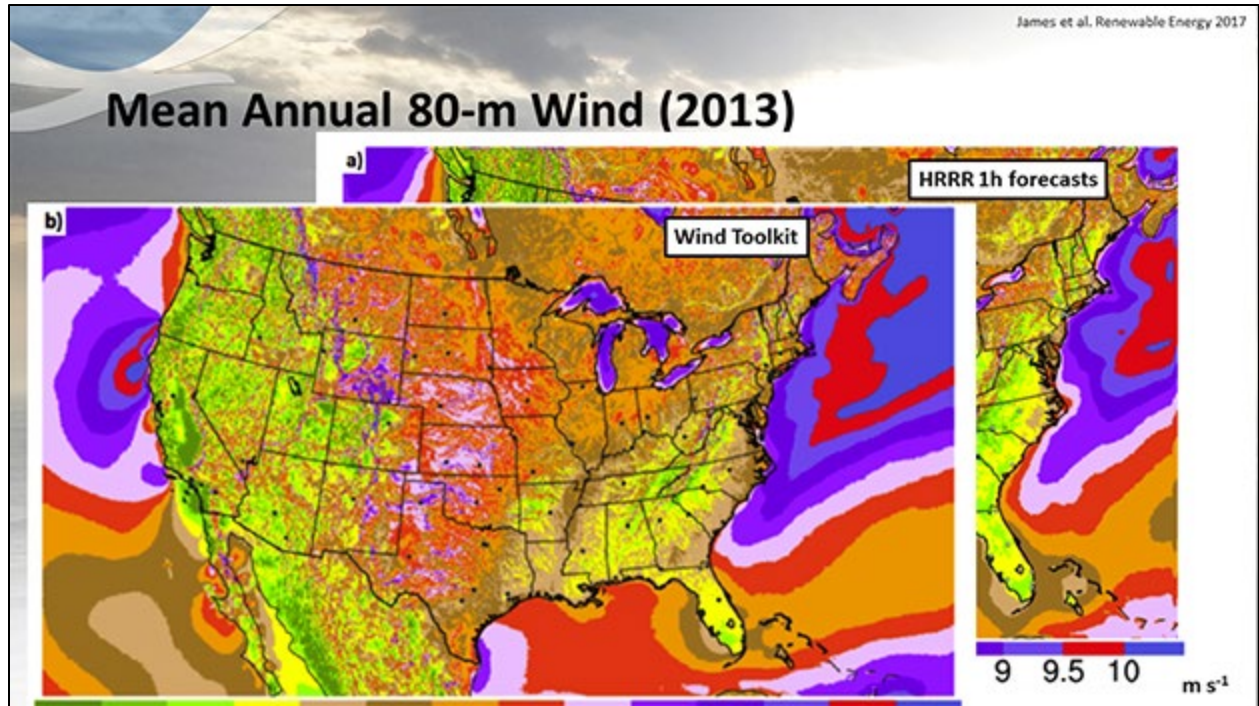 James et al. Renewable Energy 2017
Mean Annual 80-m Wind (2013)
a)
HRRR 1h forecasts
b)
Wind Toolkit
9 9.5 10
m s⁻¹